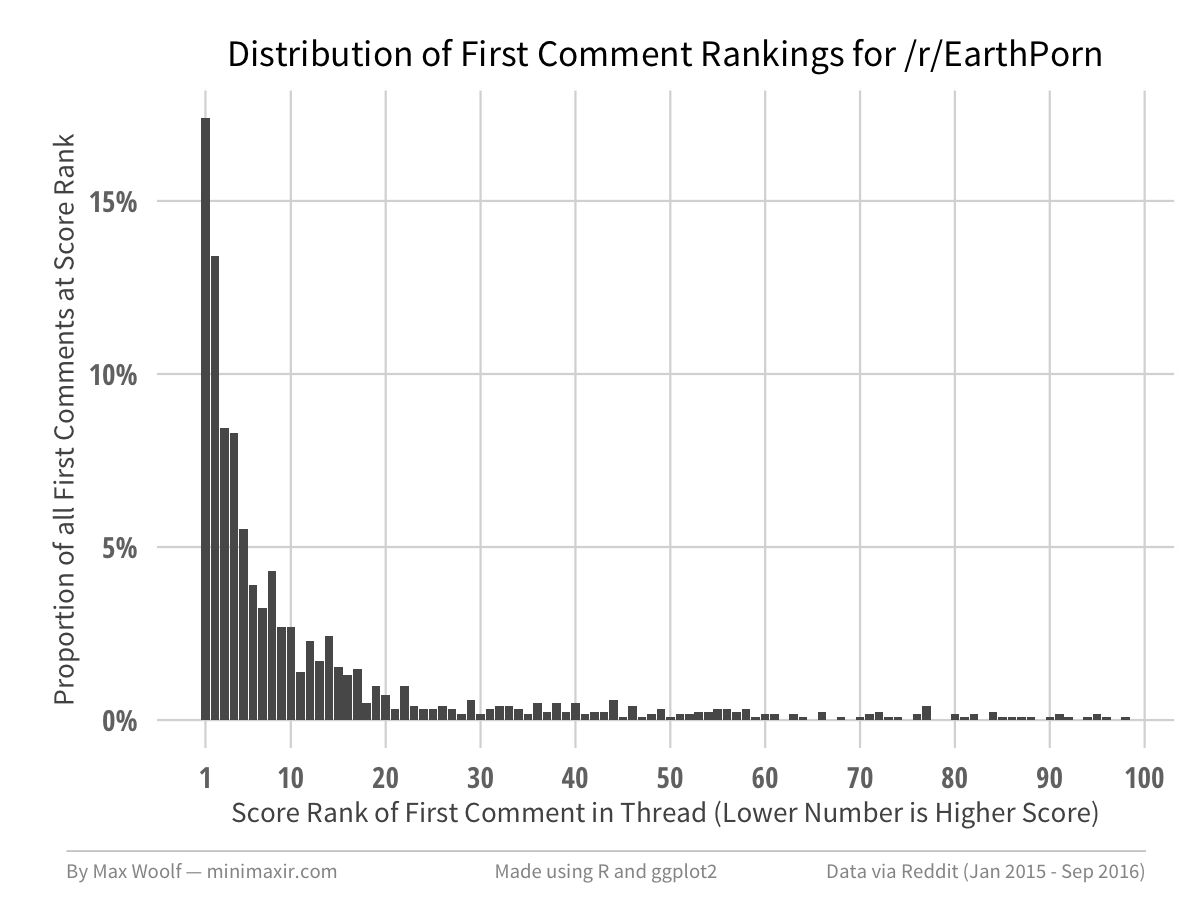 Distribution of First Comment Rankings for /r/EarthPorn
Proportion of all First Comments at Score Rank
15%
10%
5%
0%
1 10 20 30 40 50 60 70 80 90 100
Score Rank of First Comment in Thread (Lower Number is Higher Score)
By Max Woolf — minimaxir.com
Made using R and ggplot2
Data via Reddit (Jan 2015 - Sep 2016)